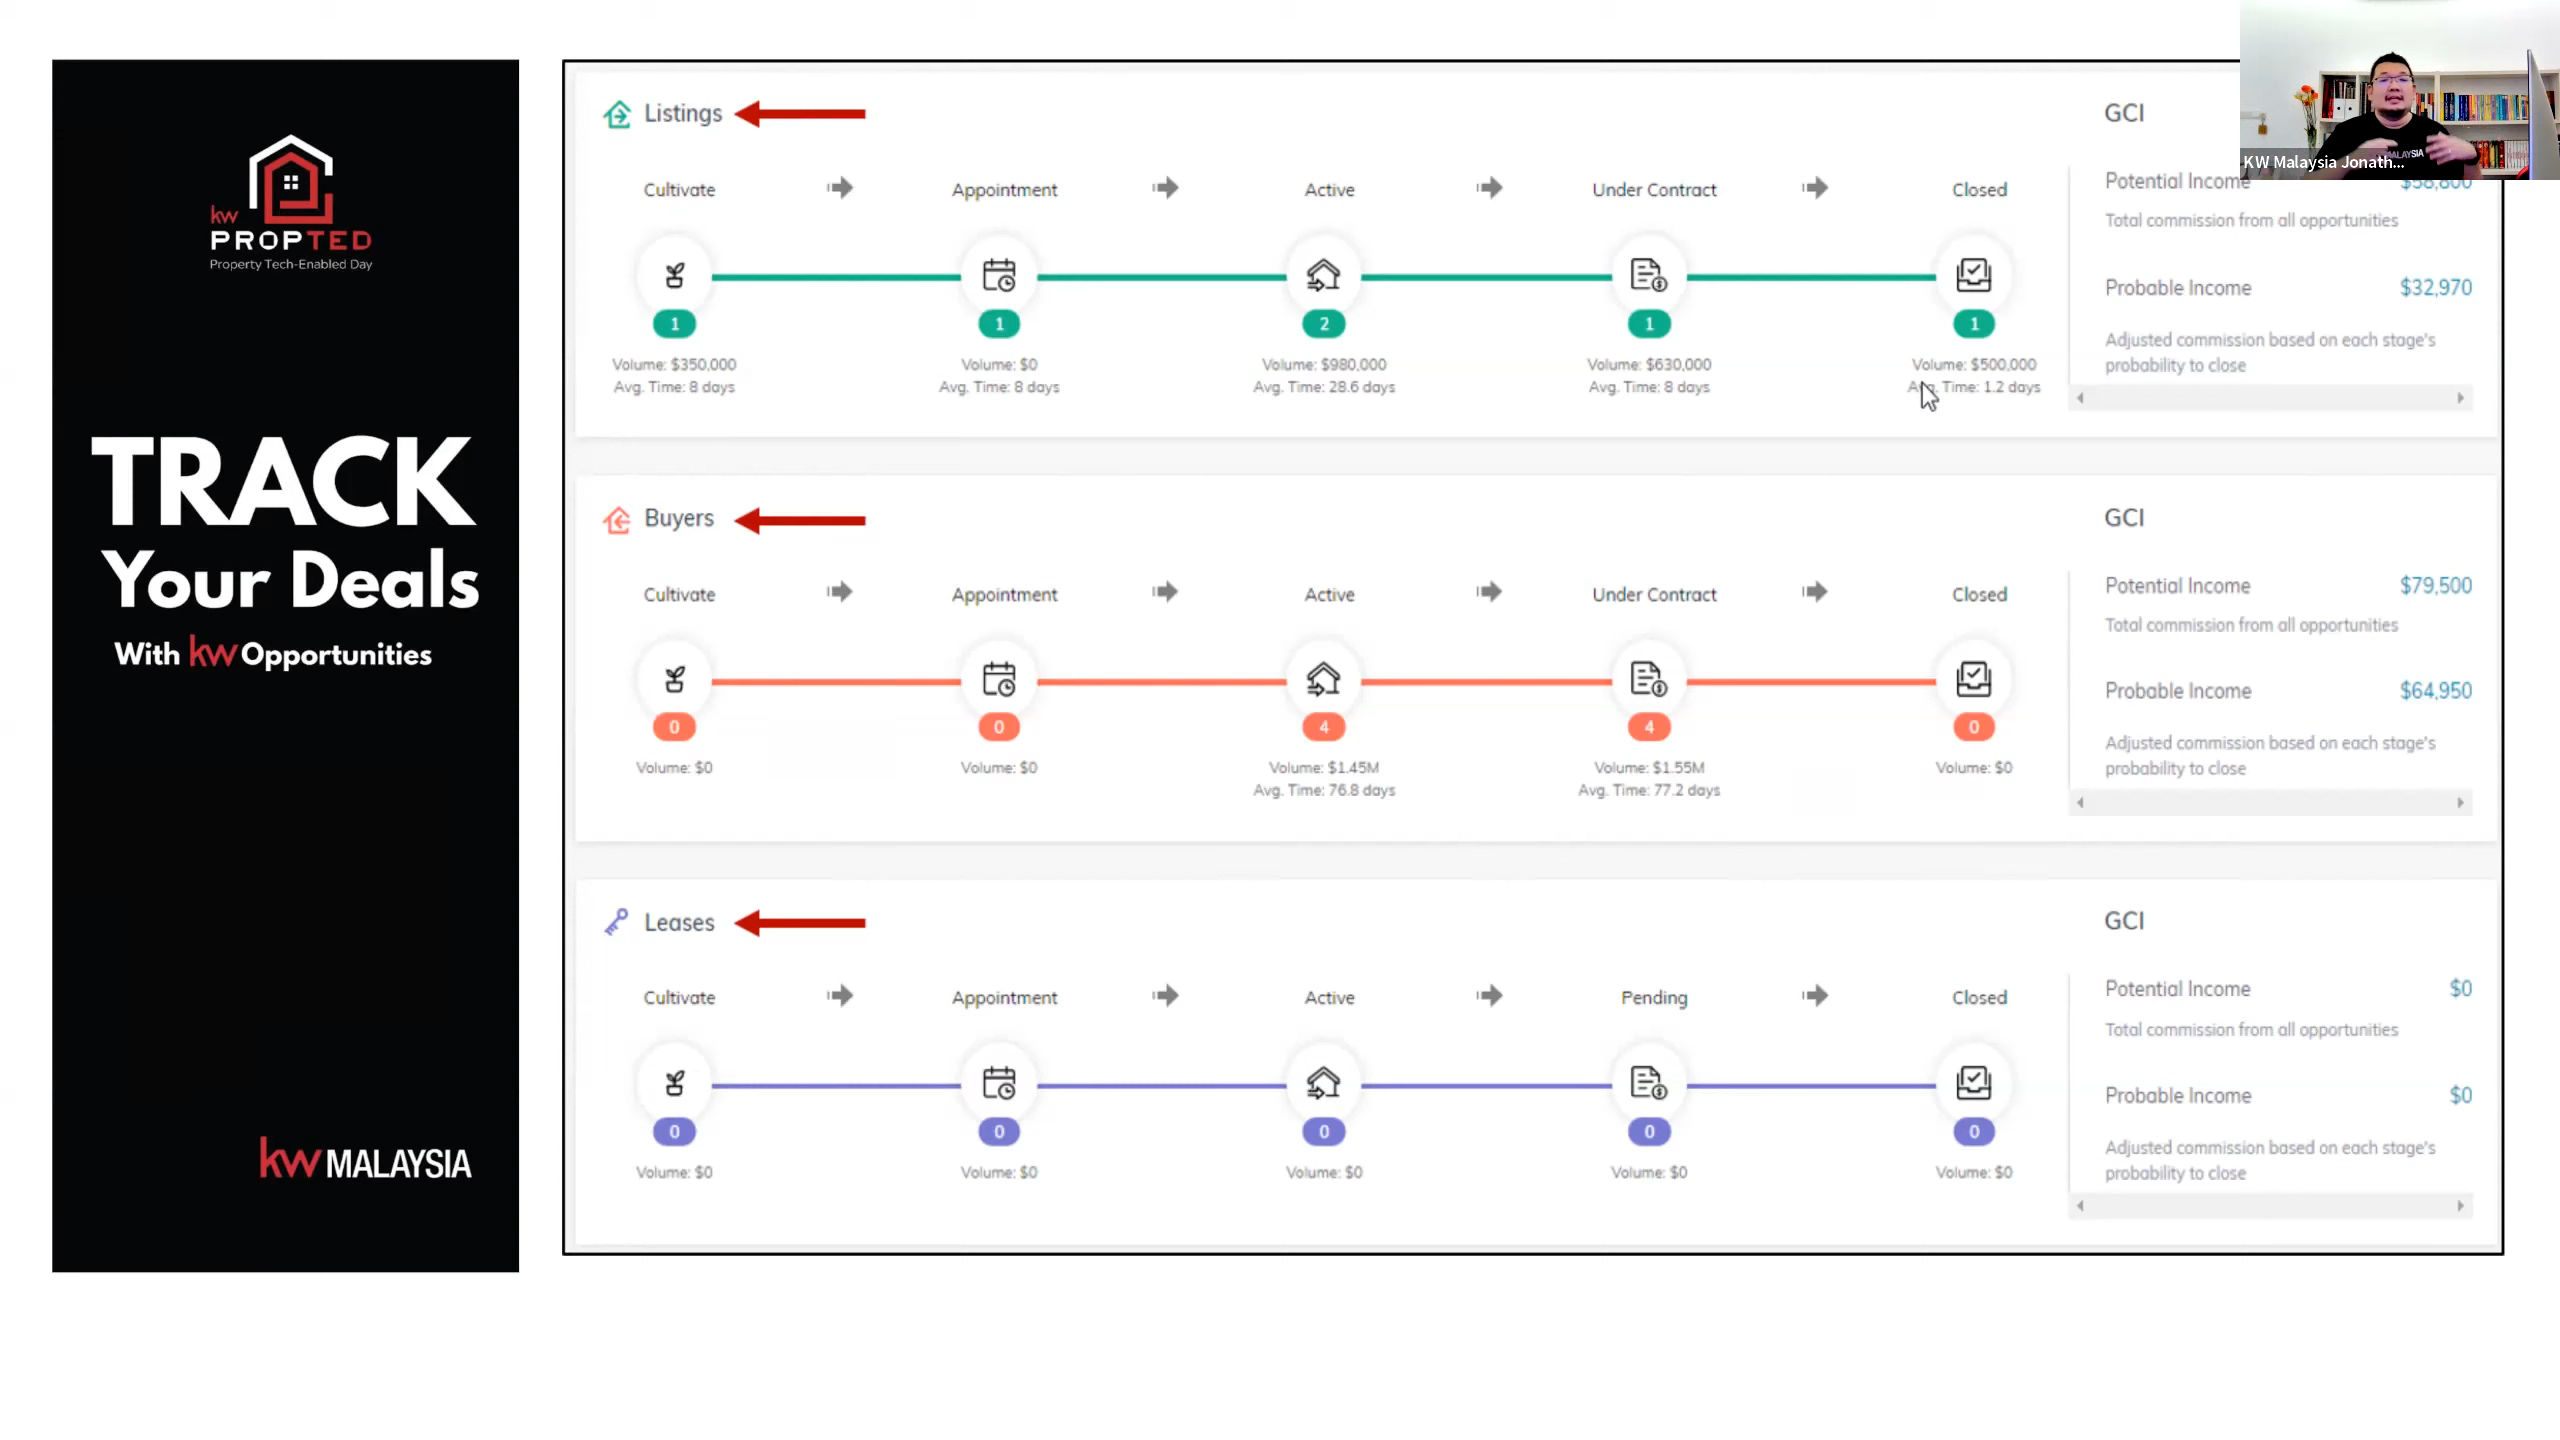 kw
PROPTED
Property Tech-Enabled Day
TRACK
Your Deals
With kw Opportunities
kw MALAYSIA
Listings
Cultivate
Appointment
Active
Under Contract
Closed
1
1
2
1
1
Volume: $350,000
Volume: $0
Volume: $980,000
Volume: $630,000
Volume: $500,000
Avg. Time: 8 days
Avg. Time: 8 days
Avg. Time: 28.6 days
Avg. Time: 8 days
Avg. Time: 1.2 days
GCI
Potential Income
Total commission from all opportunities
Probable Income $32,970
Adjusted commission based on each stage's
probability to close
KW Malaysia Jonath...
Buyers
Cultivate
Appointment
Active
Under Contract
Closed
0
0
4
4
0
Volume: $0
Volume: $0
Volume: $1.45M
Volume: $1.55M
Volume: $0
Avg. Time: 76.8 days
Avg. Time: 77.2 days
GCI
Potential Income $79,500
Total commission from all opportunities
Probable Income $64,950
Adjusted commission based on each stage's
probability to close
Leases
Cultivate
Appointment
Active
Pending
Closed
0
0
0
0
0
Volume: $0
Volume: $0
Volume: $0
Volume: $0
Volume: $0
GCI
Potential Income $0
Total commission from all opportunities
Probable Income $0
Adjusted commission based on each stage's
probability to close